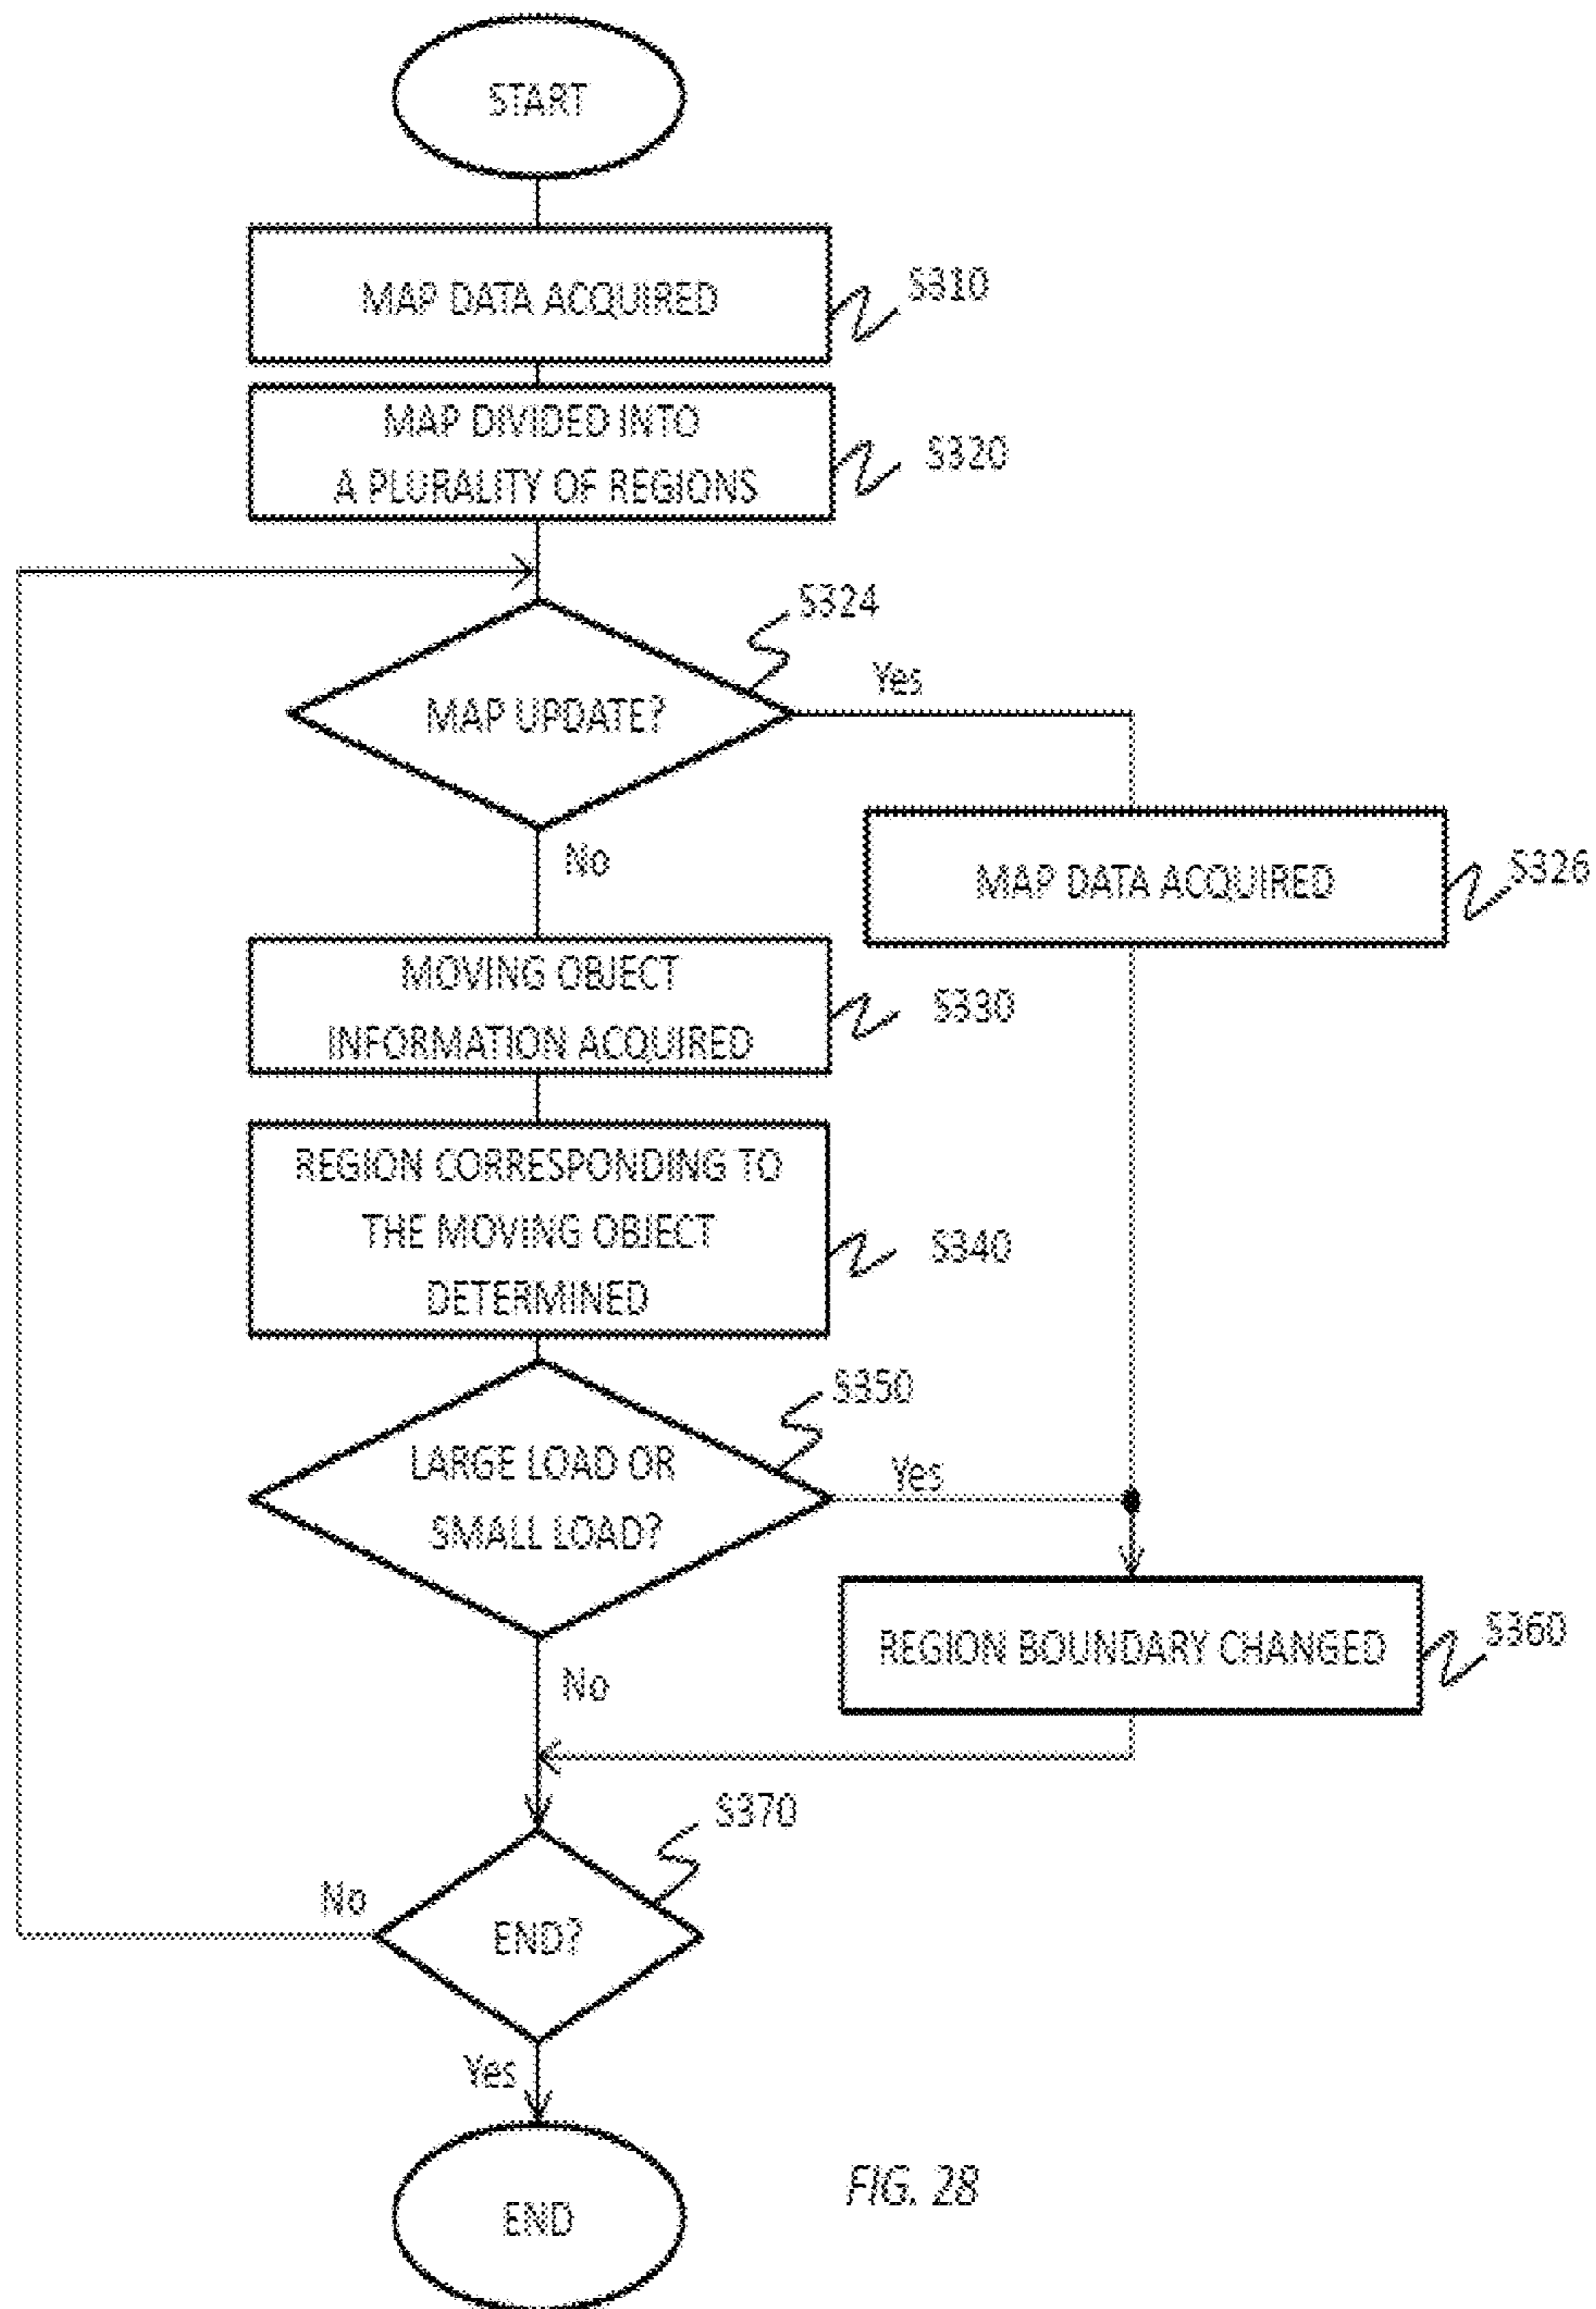 START
MAP DATA ACQUIRED
S310
MAP DIVIDED INTO
A PLURALITY OF REGIONS
S320
S324
MAP UPDATE?
Yes
No
MAP DATA ACQUIRED
S326
MOVING OBJECT
INFORMATION ACQUIRED
S330
REGION CORRESPONDING TO
THE MOVING OBJECT
DETERMINED
S340
S350
LARGE LOAD OR
SMALL LOAD?
Yes
No
REGION BOUNDARY CHANGED
S360
S370
No
END?
Yes
END
FIG. 28